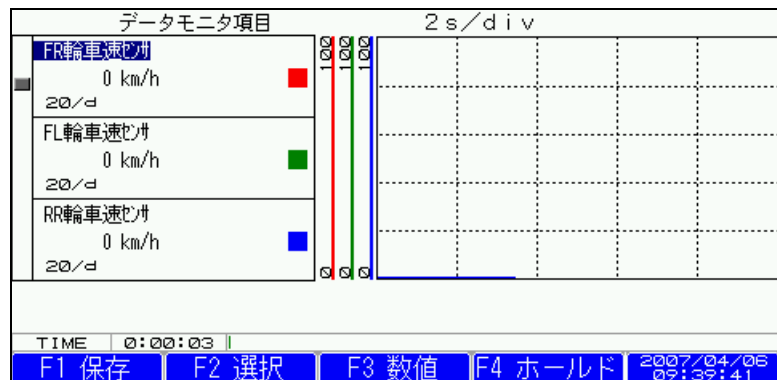 データモニタ項目 2s/div
FR輪車速ｾﾝｻ
0 km/h
20/d
FL輪車速ｾﾝｻ
0 km/h
20/d
RR輪車速ｾﾝｻ
0 km/h
20/d
100 100 100
0 0 0
TIME 0:00:03
F1 保存 F2 選択 F3 数値 F4 ホールド 2007/04/06
09:39:41